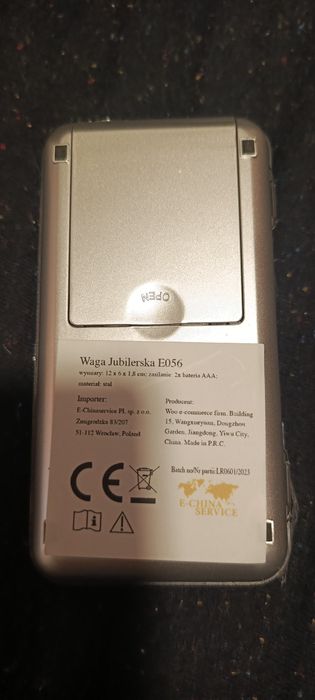 OPEN
Waga Jubilerska E056
wymiary: 12 x 6 x 1,8 cm; zasilanie: 2x bateria AAA;
materiał: stal
Importer:
E-Chinaservice PL sp. z o.o.
Zmigrodzka 83/207
51-112 Wrocław, Poland
Producent:
Woo e-commerce firm. Building
15, Wangxuryuan, Dongzhou
Garden, Jiangdong, Yiwu City,
China. Made in P.R.C.
Batch no/Nr partii:LR0601/2023
CE
E-CHINA
SERVICE